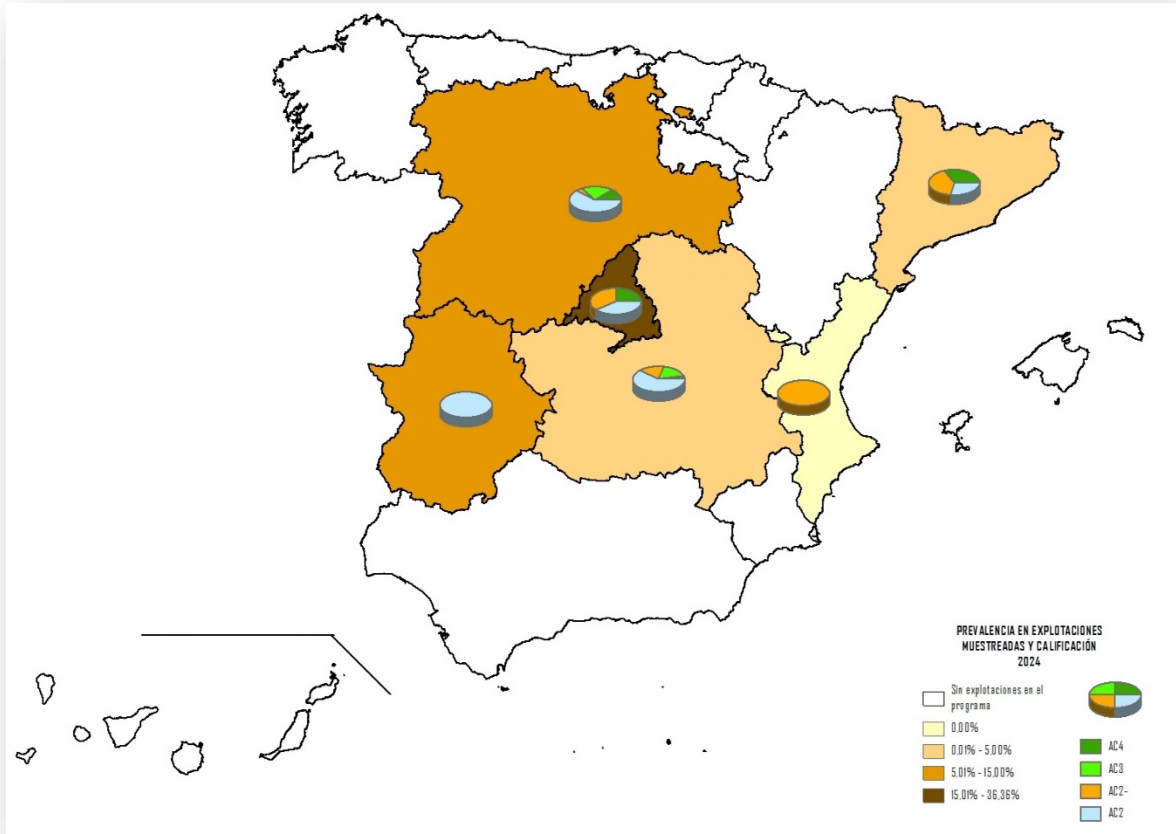 PREVALENCIA EN EXPLOTACIONES
MUESTREADAS Y CALIFICACIÓN
2024
Sin explotaciones en el
programa
0,00%
0,01% - 5,00%
5,01% - 15,00%
15,01% - 36,36%
AC4
AC3
AC2-
AC2